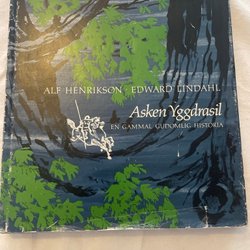 ALF HENRIKSON · EDWARD LINDAHL
Asken Yggdrasil
EN GAMMAL GUDOMLIG HISTORIA